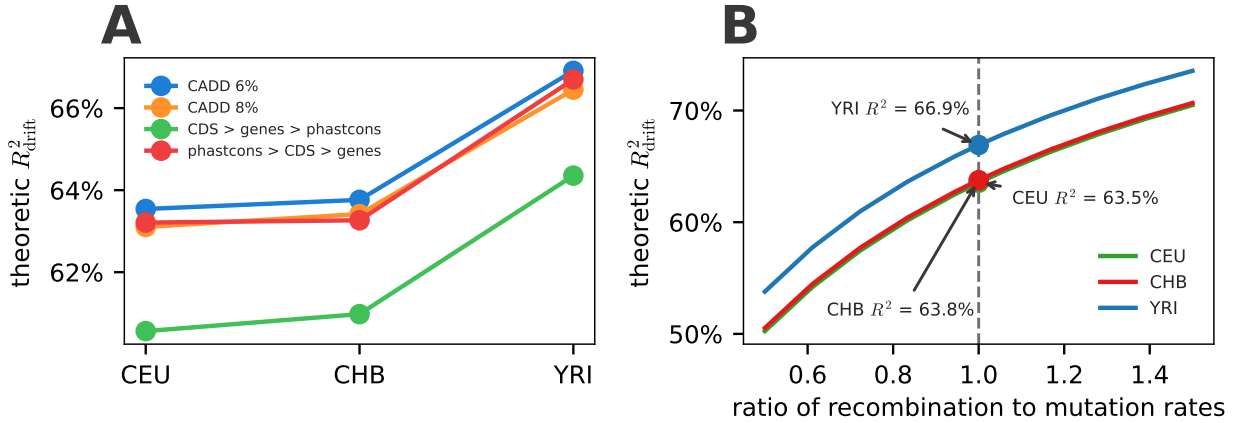 A
theoretic R²drift
66%
64%
62%
CADD 6%
CADD 8%
CDS > genes > phastcons
phastcons > CDS > genes
CEU CHB YRI
B
theoretic R²drift
70%
60%
50%
YRI R² = 66.9%
CEU R² = 63.5%
CHB R² = 63.8%
CEU
CHB
YRI
0.6 0.8 1.0 1.2 1.4
ratio of recombination to mutation rates